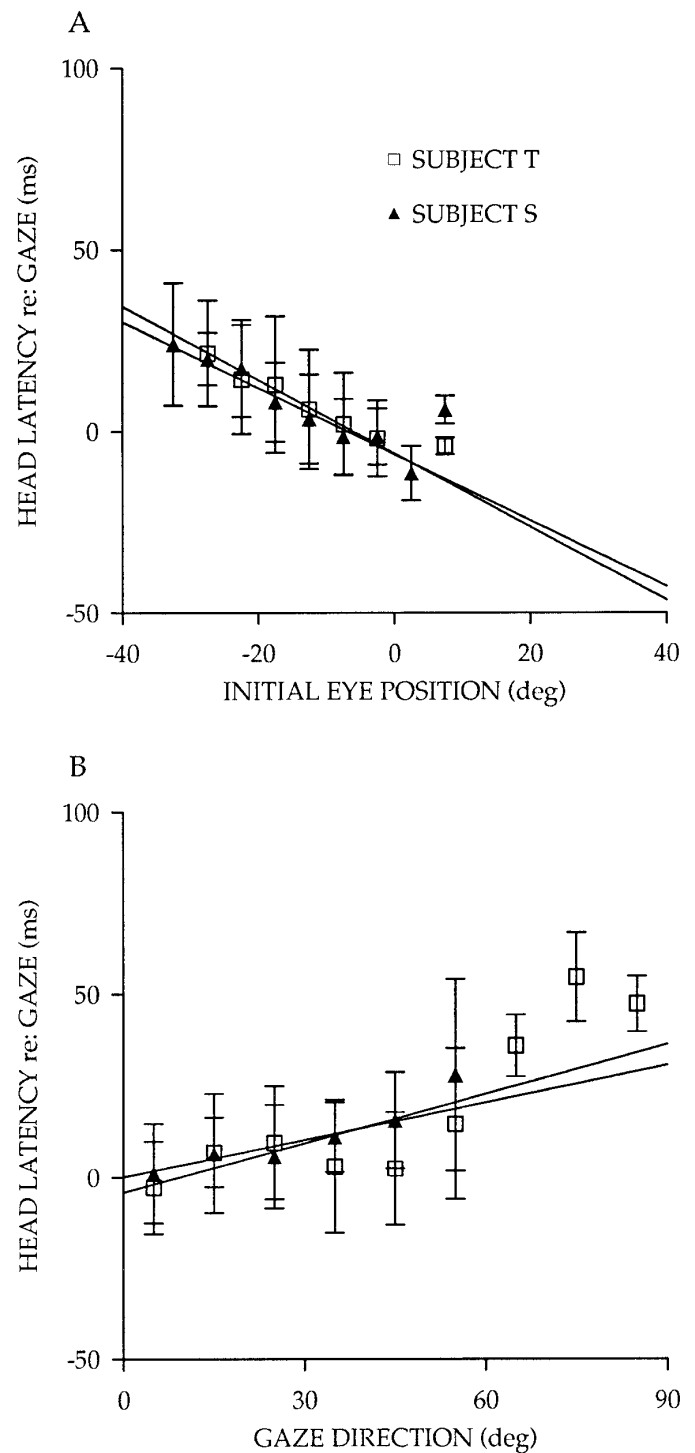 A
100
50
0
-50
HEAD LATENCY re: GAZE (ms)
SUBJECT T
SUBJECT S
-40 -20 0 20 40
INITIAL EYE POSITION (deg)
B
100
50
0
-50
HEAD LATENCY re: GAZE (ms)
0 30 60 90
GAZE DIRECTION (deg)